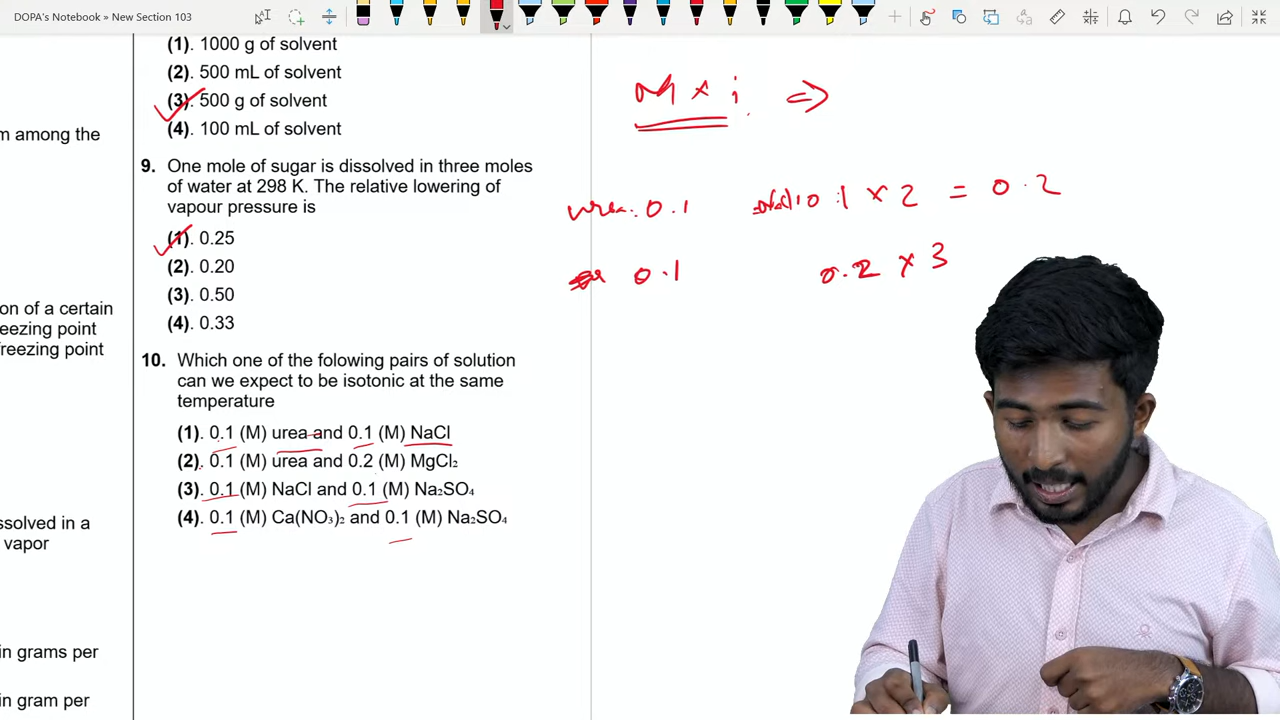 DOPA's Notebook » New Section 103
(1). 1000 g of solvent
(2). 500 mL of solvent
(3). 500 g of solvent
(4). 100 mL of solvent
m among the
9. One mole of sugar is dissolved in three moles
of water at 298 K. The relative lowering of
vapour pressure is
(1). 0.25
(2). 0.20
(3). 0.50
(4). 0.33
on of a certain
eezing point
reezing point
10. Which one of the folowing pairs of solution
can we expect to be isotonic at the same
temperature
(1). 0.1 (M) urea and 0.1 (M) NaCl
(2). 0.1 (M) urea and 0.2 (M) MgCl₂
(3). 0.1 (M) NaCl and 0.1 (M) Na₂SO₄
(4). 0.1 (M) Ca(NO₃)₂ and 0.1 (M) Na₂SO₄
ssolved in a
vapor
in grams per
in gram per
M × i ⇒
urea: 0.1 0.1 × 2 = 0.2
0.1 0.2 × 3